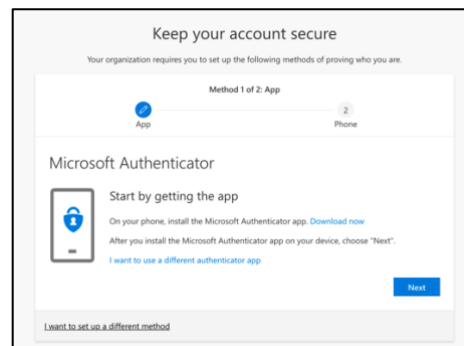 Keep your account secure
Your organization requires you to set up the following methods of proving who you are.
Method 1 of 2: App
App
2
Phone
Microsoft Authenticator
Start by getting the app
On your phone, install the Microsoft Authenticator app. Download now
After you install the Microsoft Authenticator app on your device, choose "Next".
I want to use a different authenticator app
Next
I want to set up a different method